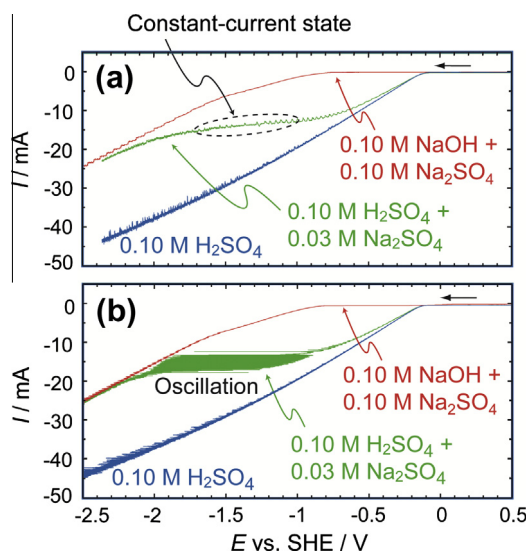 Constant-current state
(a)
0
-10
-20
-30
-40
-50
I / mA
0.10 M NaOH +
0.10 M Na₂SO₄
0.10 M H₂SO₄ +
0.03 M Na₂SO₄
0.10 M H₂SO₄
(b)
0
-10
-20
-30
-40
-50
I / mA
Oscillation
0.10 M NaOH +
0.10 M Na₂SO₄
0.10 M H₂SO₄ +
0.03 M Na₂SO₄
0.10 M H₂SO₄
-2.5 -2 -1.5 -1 -0.5 0 0.5
E vs. SHE / V